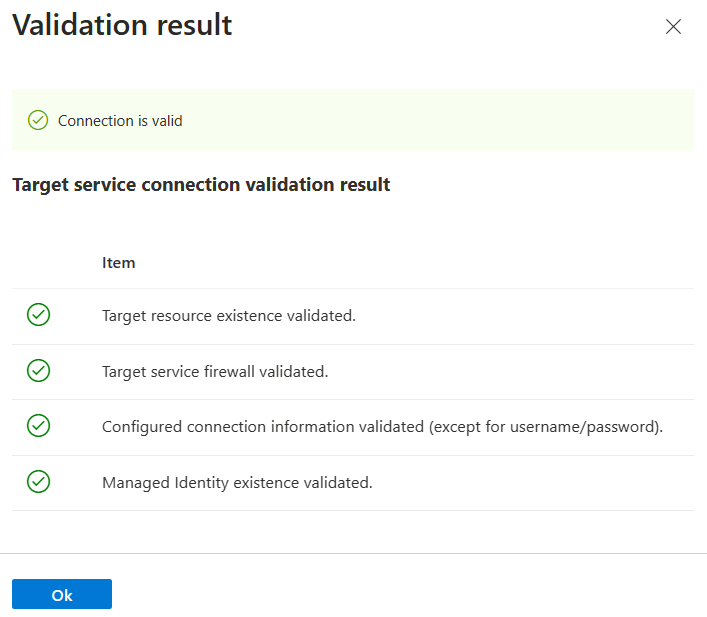 Validation result
Connection is valid
Target service connection validation result
Item
Target resource existence validated.
Target service firewall validated.
Configured connection information validated (except for username/password).
Managed Identity existence validated.
Ok